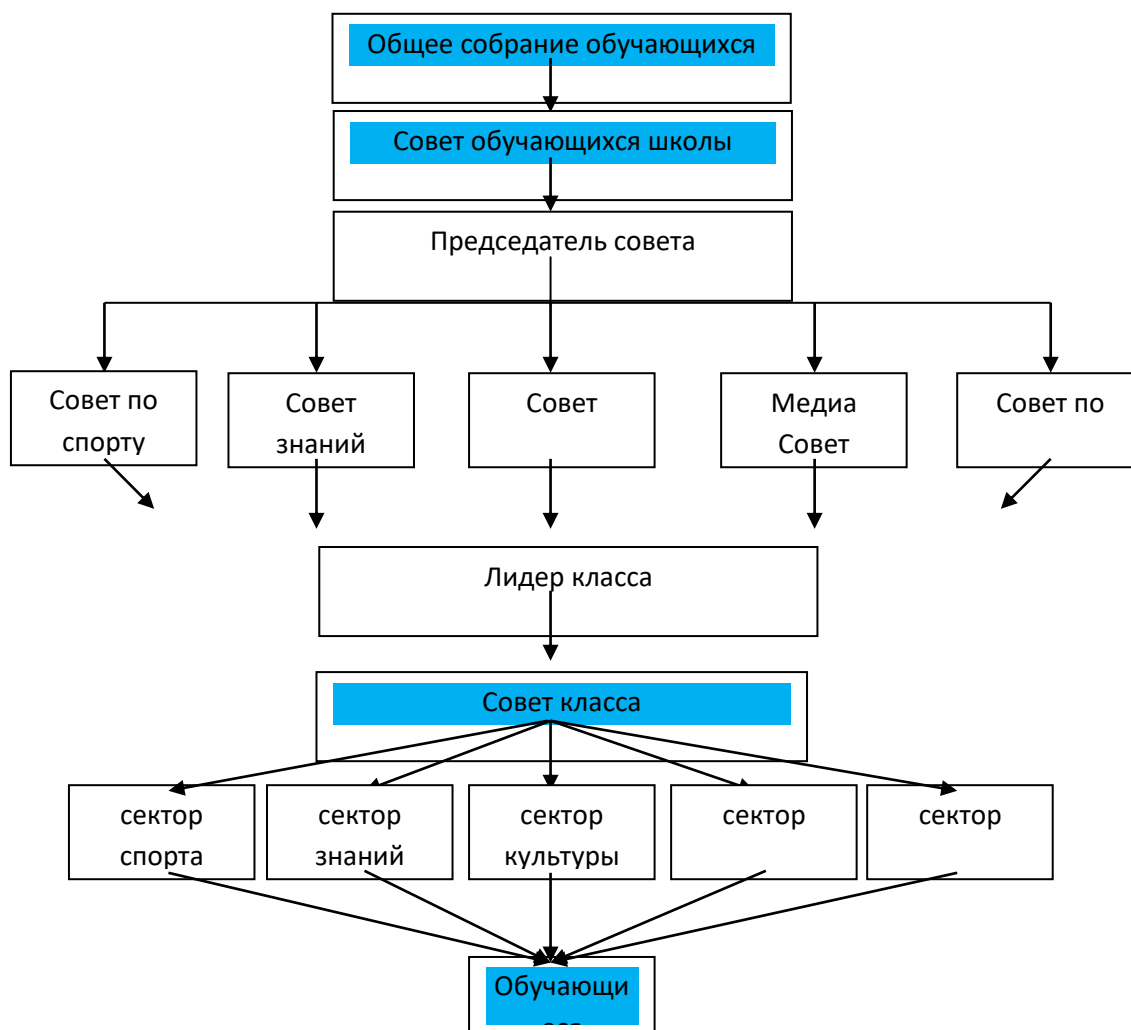 Общее собрание обучающихся
Совет обучающихся школы
Председатель совета
Совет по
спорту
Совет
знаний
Совет
Медиа
Совет
Совет по
Лидер класса
Совет класса
сектор
спорта
сектор
знаний
сектор
культуры
сектор
сектор
Обучающи